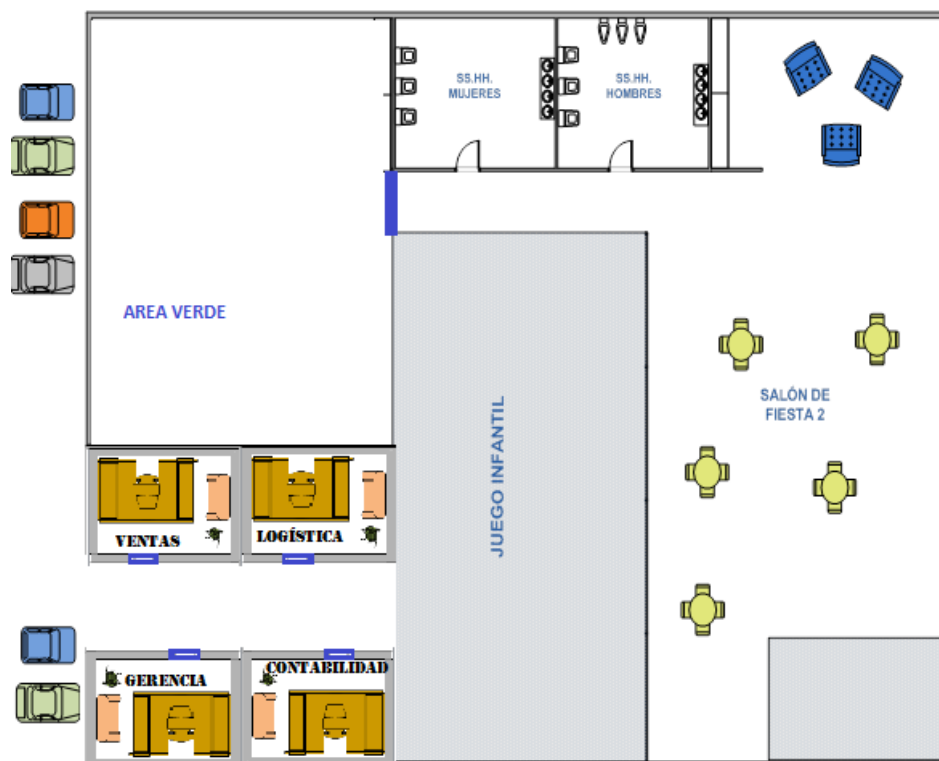 SS.HH.
MUJERES
SS.HH.
HOMBRES
AREA VERDE
SALÓN DE
FIESTA 2
JUEGO INFANTIL
VENTAS
LOGÍSTICA
GERENCIA
CONTABILIDAD